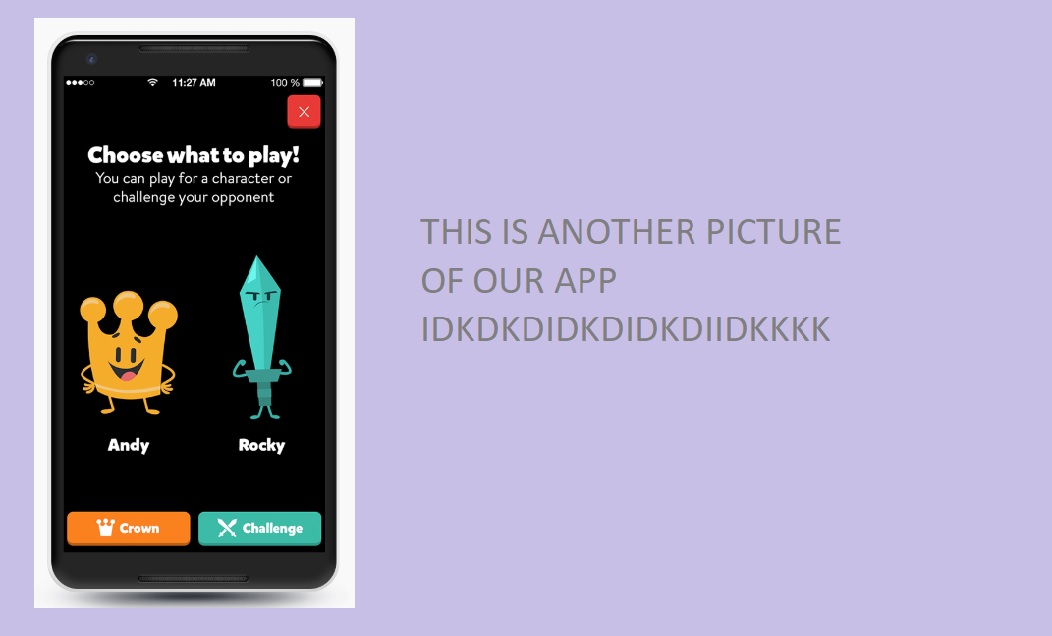 11:27 AM
100 %
X
Choose what to play!
You can play for a character or
challenge your opponent
THIS IS ANOTHER PICTURE
OF OUR APP
IDKDKDIDKDIDKDIIDKKKK
Andy
Rocky
Crown
Challenge